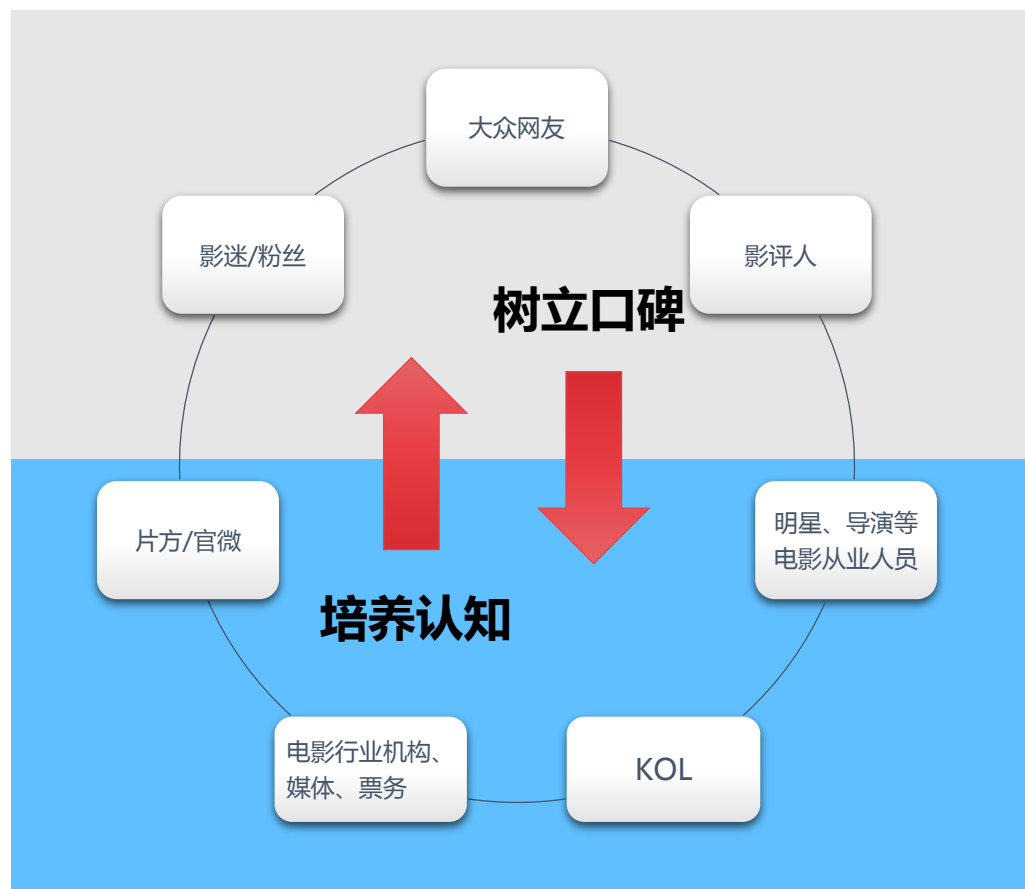 大众网友
影迷/粉丝
影评人
树立口碑
片方/官微
明星、导演等
电影从业人员
培养认知
电影行业机构、
媒体、票务
KOL